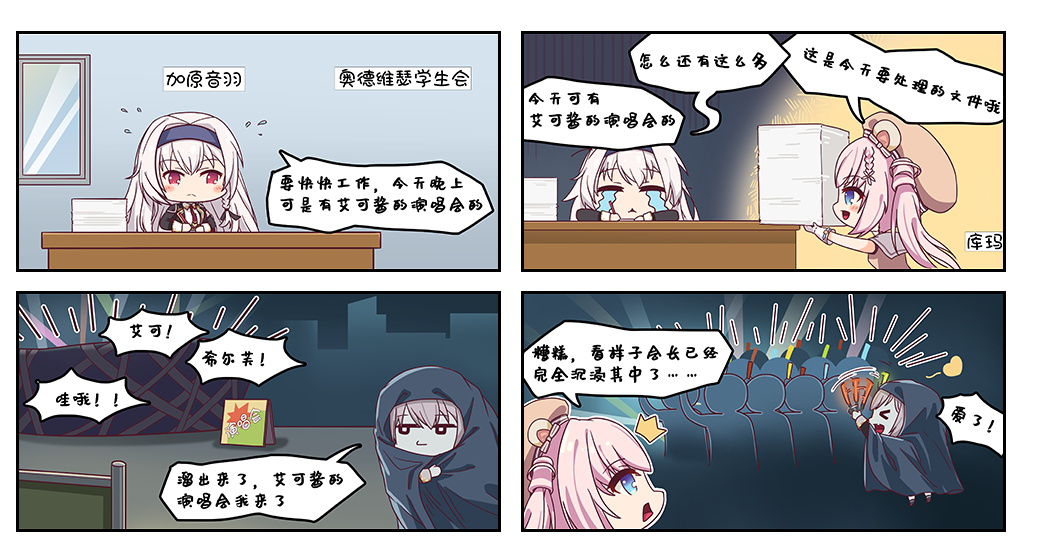 加原音羽
奥德维瑟学生会
要快快工作，今天晚上
可是有艾可酱的演唱会的
怎么还有这么多
这是今天要处理的文件哦
今天可有
艾可酱的演唱会的
库玛
艾可！
希尔芙！
哇哦！！
演唱会
溜出来了，艾可酱的
演唱会我来了
糟糕，看样子会长已经
完全沉浸其中了……
爱了！